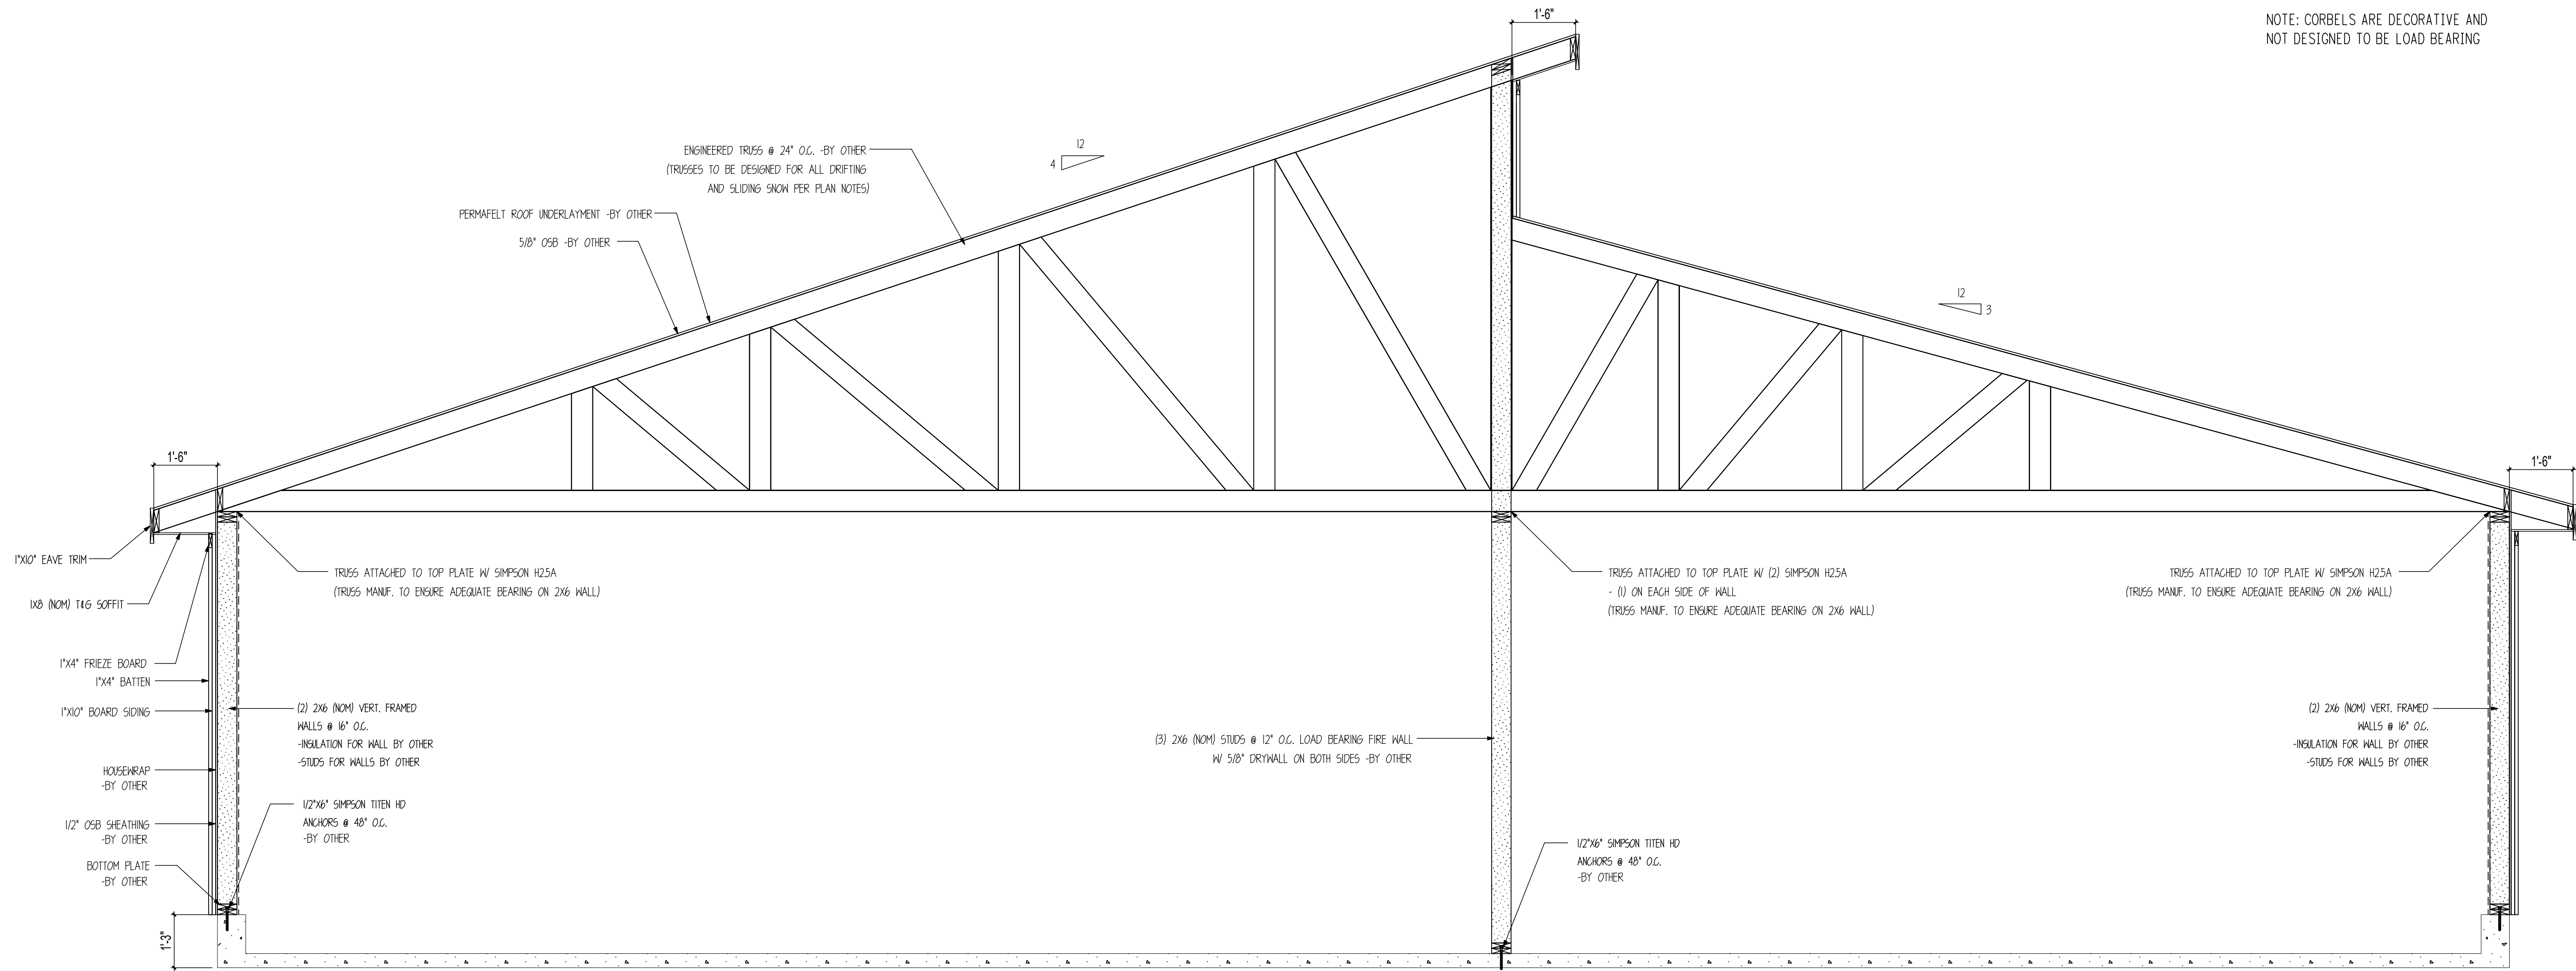 NOTE: CORBELS ARE DECORATIVE AND
NOT DESIGNED TO BE LOAD BEARING
1'-6"
12
4
ENGINEERED TRUSS @ 24" O.C. -BY OTHER
(TRUSSES TO BE DESIGNED FOR ALL DRIFTING
AND SLIDING SNOW PER PLAN NOTES)
PERMAFELT ROOF UNDERLAYMENT -BY OTHER
5/8" OSB -BY OTHER
12
3
1'-6"
1'-6"
1"X10" EAVE TRIM
1X8 (NOM) T&G SOFFIT
1"X4" FRIEZE BOARD
1"X4" BATTEN
1"X10" BOARD SIDING
HOUSEWRAP
-BY OTHER
1/2" OSB SHEATHING
-BY OTHER
BOTTOM PLATE
-BY OTHER
1'-3"
TRUSS ATTACHED TO TOP PLATE W/ SIMPSON H2.5A
(TRUSS MANUF. TO ENSURE ADEQUATE BEARING ON 2X6 WALL)
(2) 2X6 (NOM) VERT. FRAMED
WALLS @ 16" O.C.
-INSULATION FOR WALL BY OTHER
-STUDS FOR WALLS BY OTHER
1/2"X6" SIMPSON TITEN HD
ANCHORS @ 48" O.C.
-BY OTHER
TRUSS ATTACHED TO TOP PLATE W/ (2) SIMPSON H2.5A
- (1) ON EACH SIDE OF WALL
(TRUSS MANUF. TO ENSURE ADEQUATE BEARING ON 2X6 WALL)
(3) 2X6 (NOM) STUDS @ 12" O.C. LOAD BEARING FIRE WALL
W/ 5/8" DRYWALL ON BOTH SIDES -BY OTHER
1/2"X6" SIMPSON TITEN HD
ANCHORS @ 48" O.C.
-BY OTHER
TRUSS ATTACHED TO TOP PLATE W/ SIMPSON H2.5A
(TRUSS MANUF. TO ENSURE ADEQUATE BEARING ON 2X6 WALL)
(2) 2X6 (NOM) VERT. FRAMED
WALLS @ 16" O.C.
-INSULATION FOR WALL BY OTHER
-STUDS FOR WALLS BY OTHER